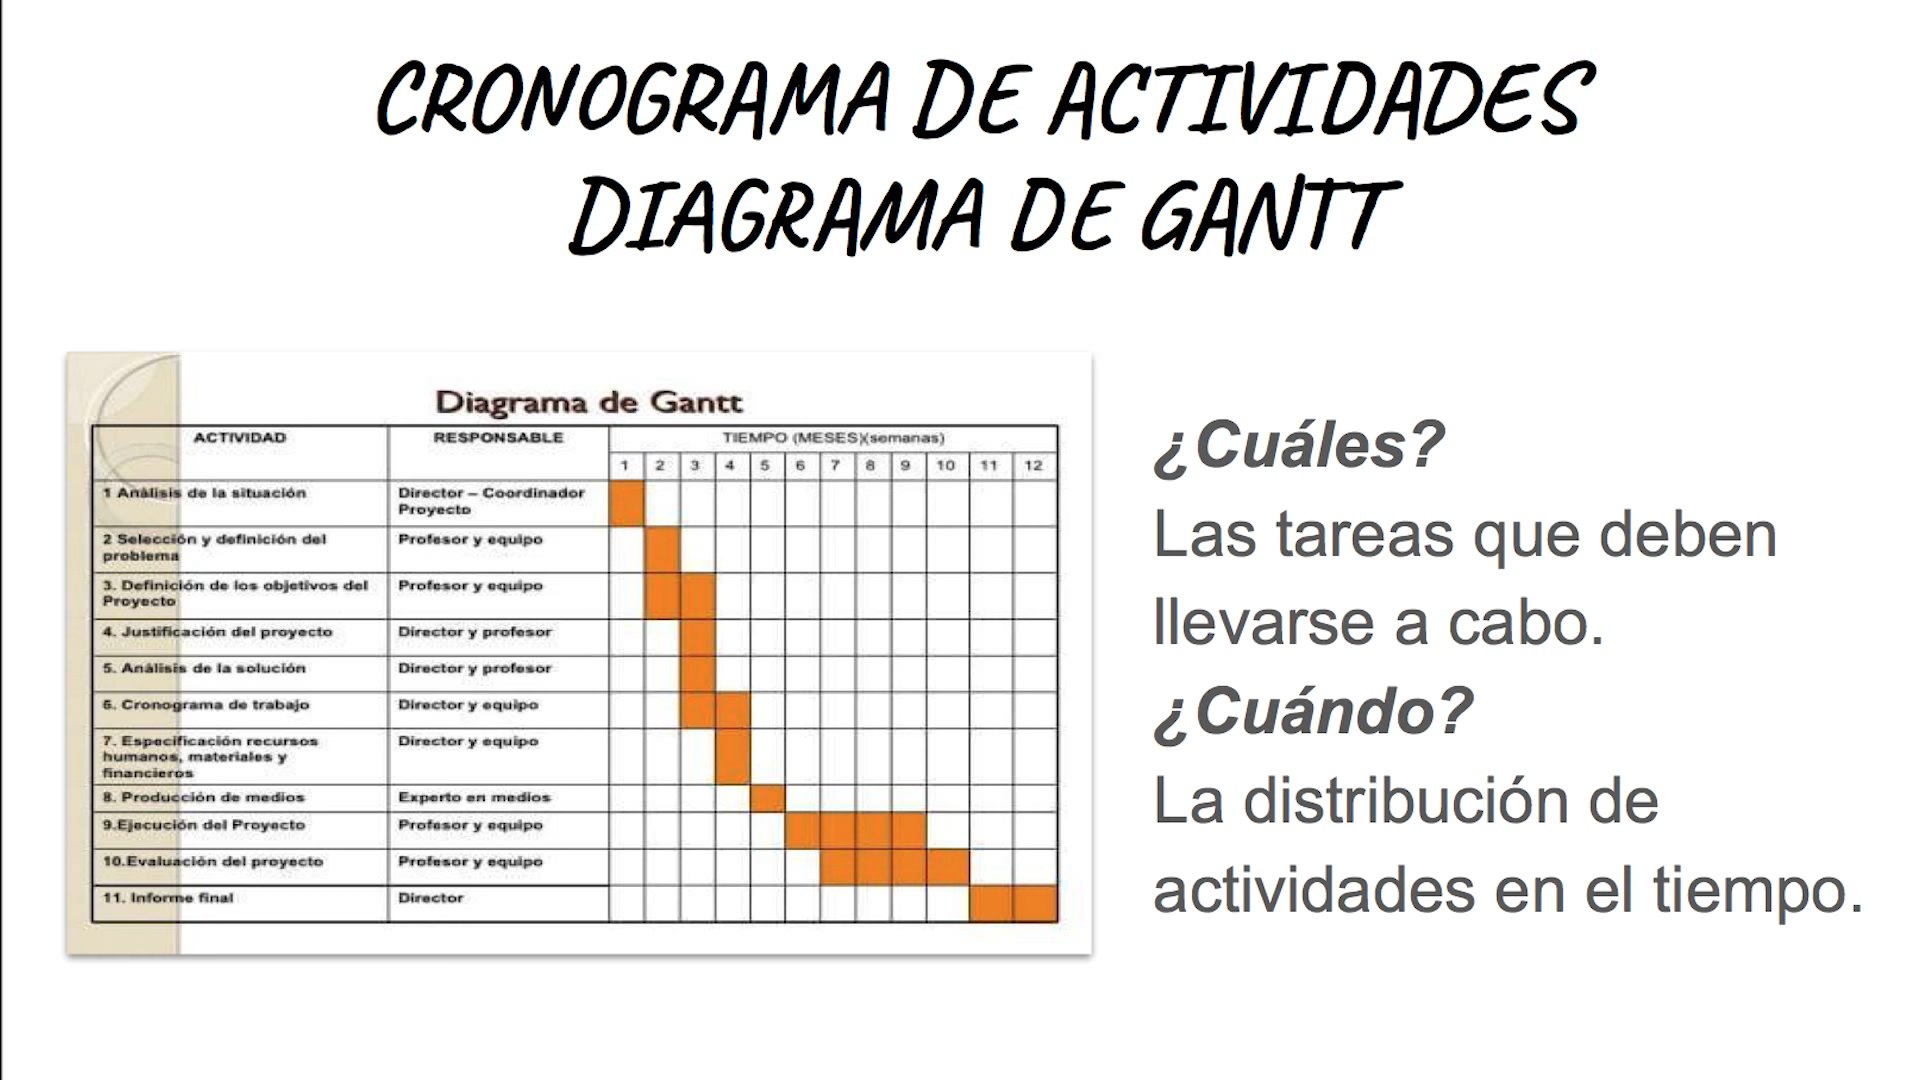 CRONOGRAMA DE ACTIVIDADES
DIAGRAMA DE GANTT
Diagrama de Gantt
ACTIVIDAD RESPONSABLE TIEMPO (MESES)(semanas)
1 2 3 4 5 6 7 8 9 10 11 12
1 Análisis de la situación Director – Coordinador
Proyecto
2 Selección y definición del Profesor y equipo
problema
3. Definición de los objetivos del Profesor y equipo
Proyecto
4. Justificación del proyecto Director y profesor
5. Análisis de la solución Director y profesor
6. Cronograma de trabajo Director y equipo
7. Especificación recursos Director y equipo
humanos, materiales y
financieros
8. Producción de medios Experto en medios
9.Ejecución del Proyecto Profesor y equipo
10.Evaluación del proyecto Profesor y equipo
11. Informe final Director
¿Cuáles?
Las tareas que deben
llevarse a cabo.
¿Cuándo?
La distribución de
actividades en el tiempo.